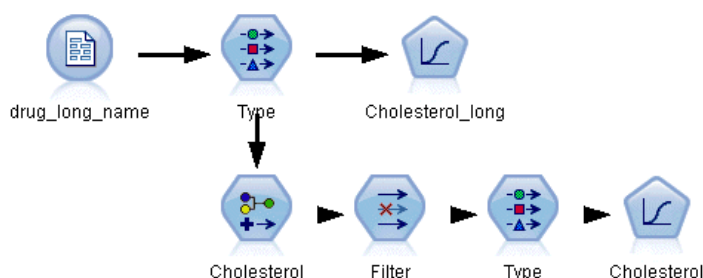 drug_long_name
Type
Cholesterol_long
Cholesterol
Filter
Type
Cholesterol